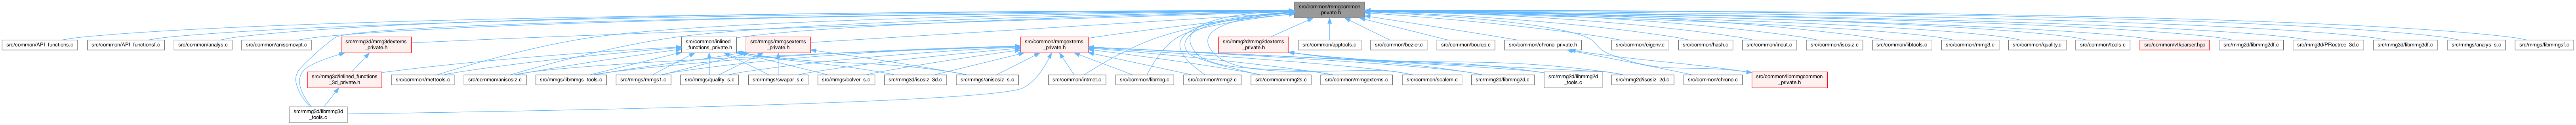 src/common/mmgcommon
_private.h
src/common/API_functions.c
src/common/API_functionsf.c
src/common/analys.c
src/common/anisomovpt.c
src/mmg3d/mmg3dexterns
_private.h
src/common/inlined
_functions_private.h
src/mmgs/mmgsexterns
_private.h
src/common/mmgexterns
_private.h
src/mmg2d/mmg2dexterns
_private.h
src/common/apptools.c
src/common/bezier.c
src/common/boulep.c
src/common/chrono_private.h
src/common/eigenv.c
src/common/hash.c
src/common/inout.c
src/common/isosiz.c
src/common/libtools.c
src/common/mmg3.c
src/common/quality.c
src/common/tools.c
src/common/vtkparser.hpp
src/mmg2d/libmmg2df.c
src/mmg3d/PRoctree_3d.c
src/mmg3d/libmmg3df.c
src/mmgs/analys_s.c
src/mmgs/libmmgsf.c
src/mmg3d/inlined_functions
_3d_private.h
src/common/mettools.c
src/common/anisosiz.c
src/mmgs/libmmgs_tools.c
src/mmgs/mmgs1.c
src/mmgs/quality_s.c
src/mmgs/swapar_s.c
src/mmgs/colver_s.c
src/mmg3d/isosiz_3d.c
src/mmgs/anisosiz_s.c
src/common/intmet.c
src/common/librnbg.c
src/common/mmg2.c
src/common/mmg2s.c
src/common/mmgexterns.c
src/common/scalem.c
src/mmg2d/libmmg2d.c
src/mmg2d/libmmg2d
_tools.c
src/mmg2d/isosiz_2d.c
src/common/chrono.c
src/common/libmmgcommon
_private.h
src/mmg3d/libmmg3d
_tools.c